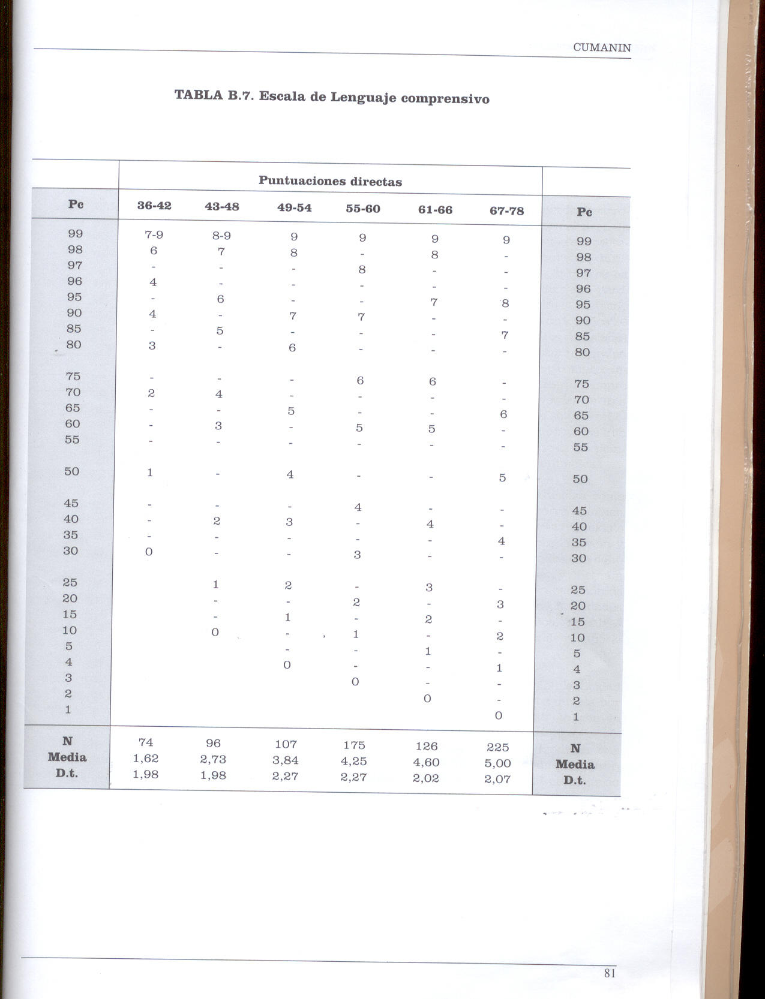 CUMANIN
TABLA B.7. Escala de Lenguaje comprensivo
Puntuaciones directas
Pc 36-42 43-48 49-54 55-60 61-66 67-78 Pc
99 7-9 8-9 9 9 9 9 99
98 6 7 8 - 8 - 98
97 - - - 8 - - 97
96 4 - - - - - 96
95 - 6 - - 7 8 95
90 4 - 7 7 - - 90
85 - 5 - - - 7 85
80 3 - 6 - - - 80
75 - - - 6 6 - 75
70 2 4 - - - - 70
65 - - 5 - - 6 65
60 - 3 - 5 5 - 60
55 - - - - - - 55
50 1 - 4 - - 5 50
45 - - - 4 - - 45
40 - 2 3 - 4 - 40
35 - - - - - 4 35
30 0 - - 3 - - 30
25 1 2 - 3 - 25
20 - - 2 - 3 20
15 - 1 - 2 - 15
10 0 - 1 - 2 10
5 - - 1 - 5
4 0 - - 1 4
3 0 - - 3
2 0 - 2
1 0 1
N 74 96 107 175 126 225 N
Media 1,62 2,73 3,84 4,25 4,60 5,00 Media
D.t. 1,98 1,98 2,27 2,27 2,02 2,07 D.t.
81